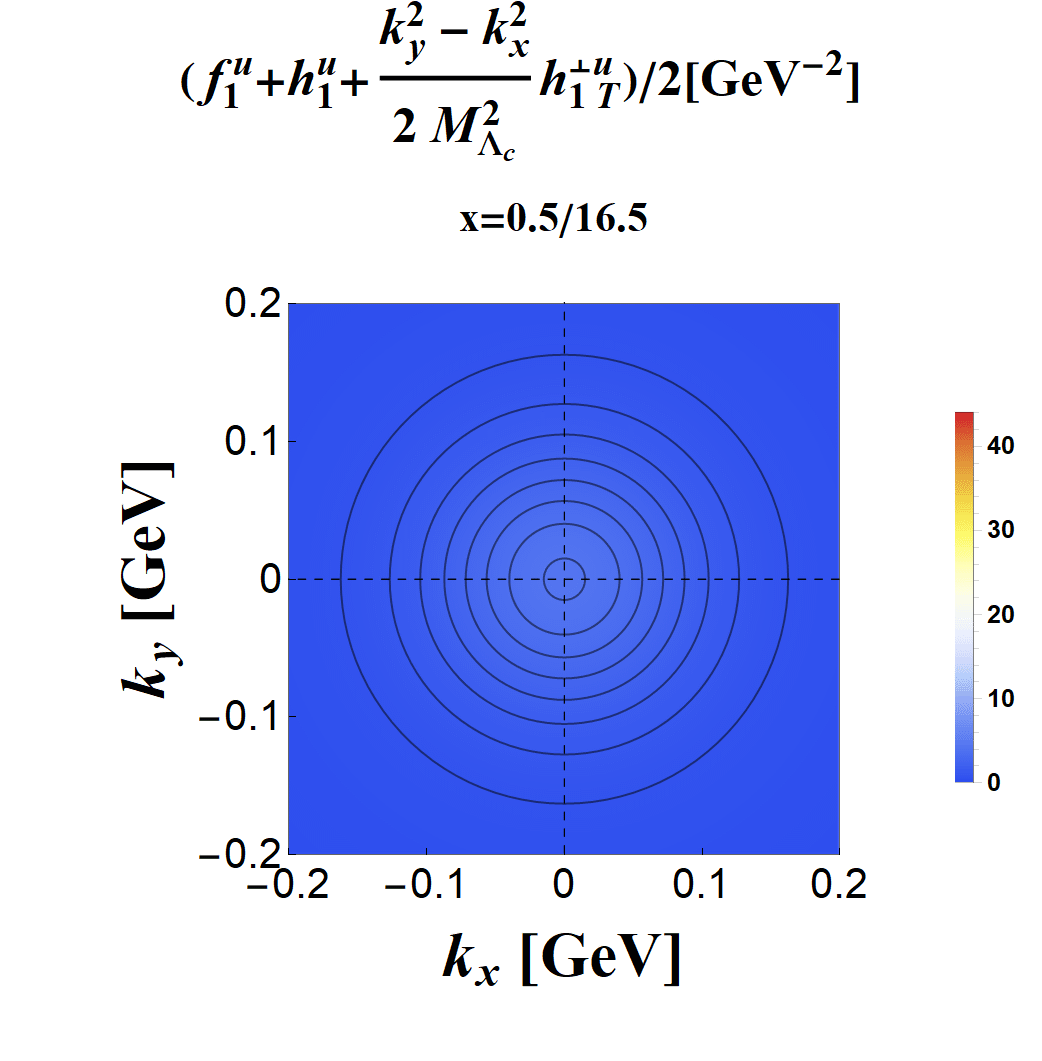 (f₁ᵘ+h₁ᵘ+ (k_y² − k_x²)/(2 M²_Λc) h₁T^⊥u)/2[GeV⁻²]
x=0.5/16.5
0.2
0.1
0
−0.1
−0.2
k_y [GeV]
−0.2 −0.1 0 0.1 0.2
k_x [GeV]
40
30
20
10
0